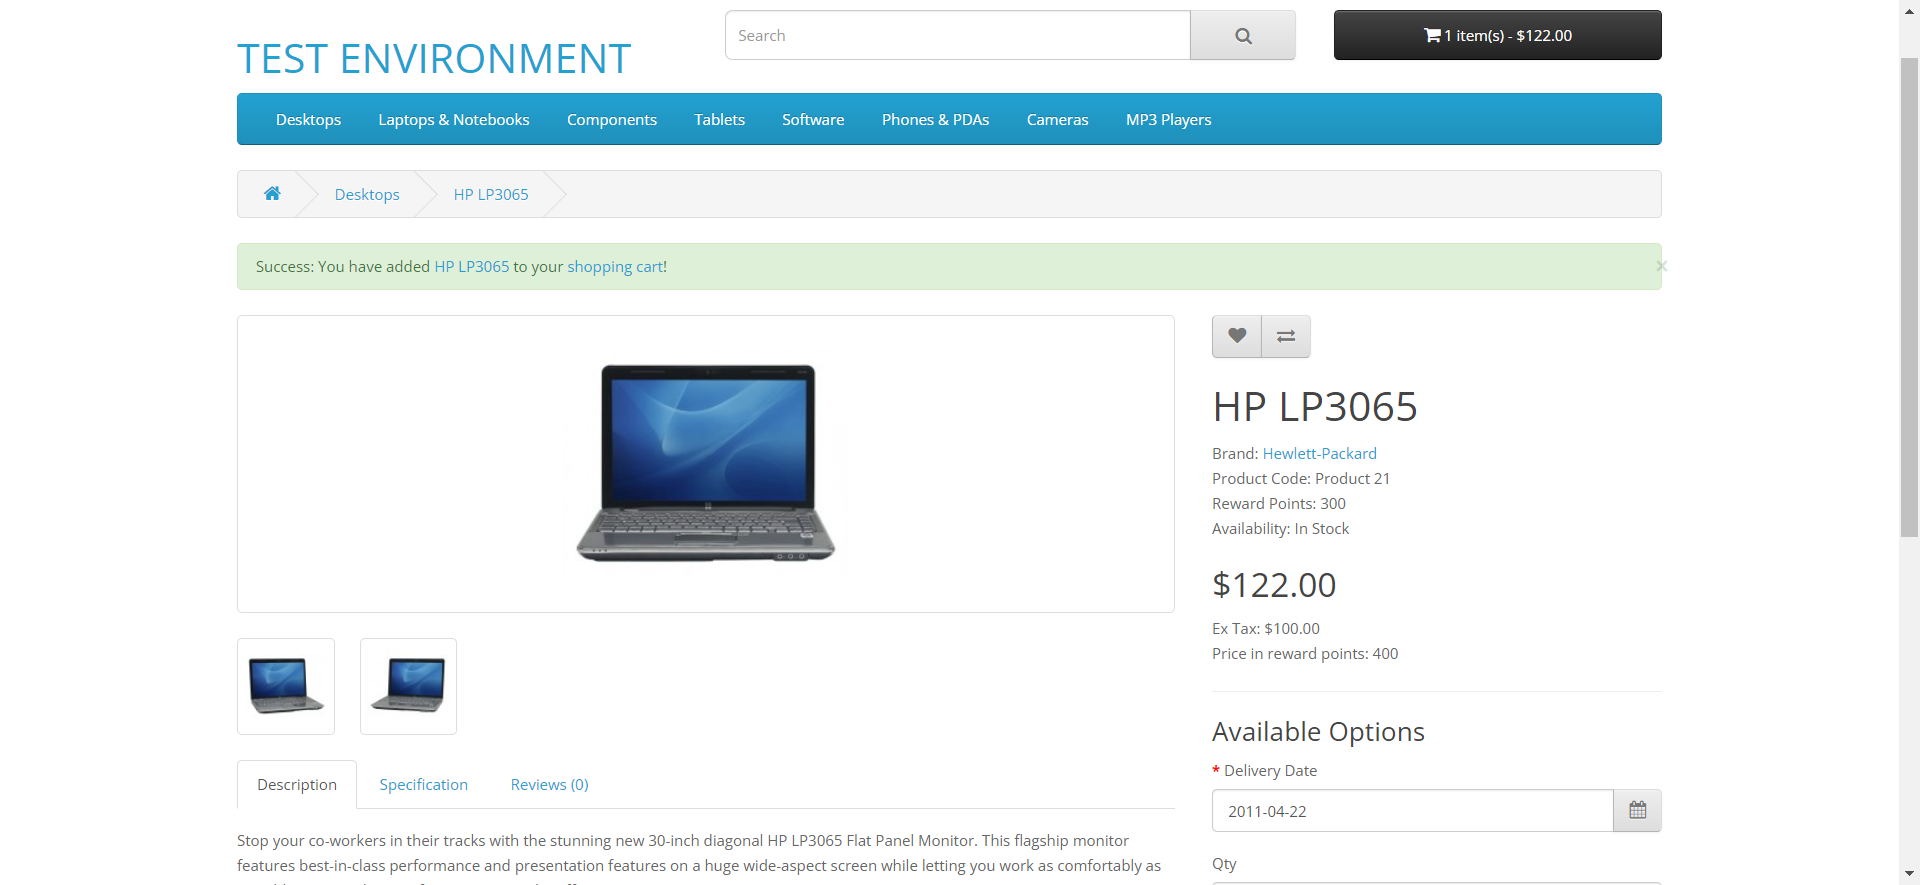 TEST ENVIRONMENT
Search
1 item(s) - $122.00
Desktops Laptops & Notebooks Components Tablets Software Phones & PDAs Cameras MP3 Players
Desktops HP LP3065
Success: You have added HP LP3065 to your shopping cart!
×
HP LP3065
Brand: Hewlett-Packard
Product Code: Product 21
Reward Points: 300
Availability: In Stock
$122.00
Ex Tax: $100.00
Price in reward points: 400
Available Options
* Delivery Date
2011-04-22
Qty
Description Specification Reviews (0)
Stop your co-workers in their tracks with the stunning new 30-inch diagonal HP LP3065 Flat Panel Monitor. This flagship monitor
features best-in-class performance and presentation features on a huge wide-aspect screen while letting you work as comfortably as